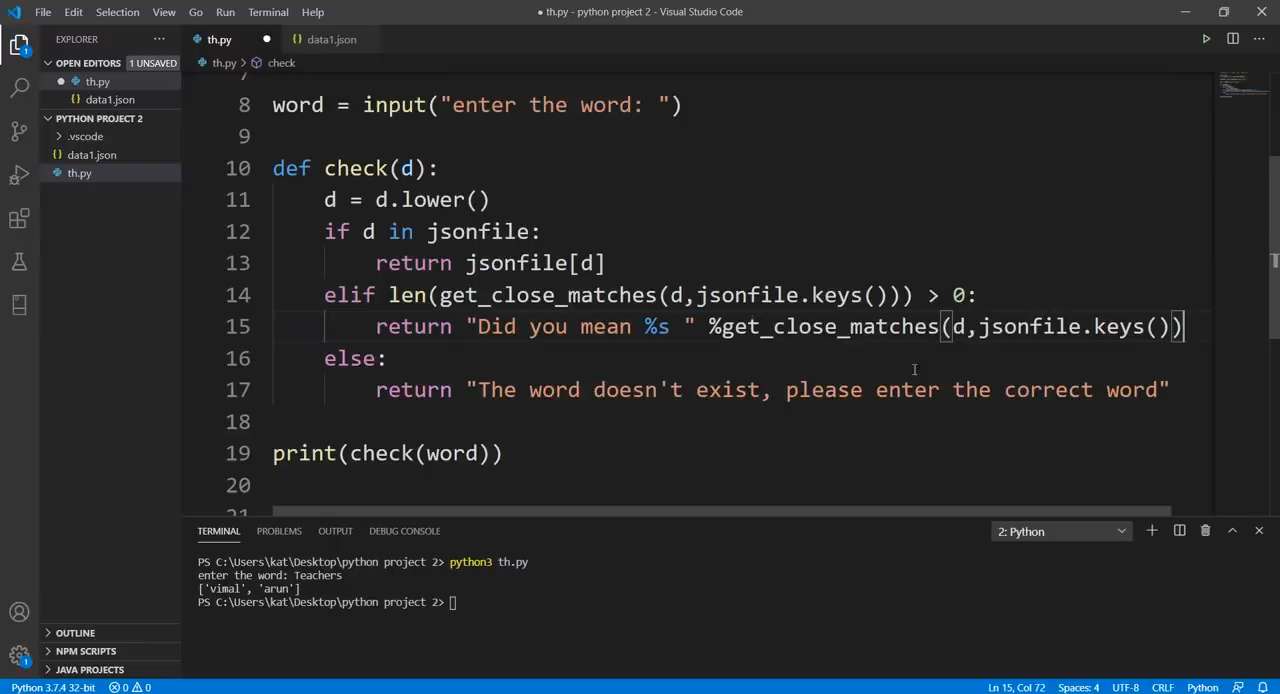 File Edit Selection View Go Run Terminal Help ● th.py - python project 2 - Visual Studio Code
EXPLORER ···
OPEN EDITORS 1 UNSAVED
th.py
{} data1.json
PYTHON PROJECT 2
.vscode
{} data1.json
th.py
OUTLINE
NPM SCRIPTS
JAVA PROJECTS
th.py ● {} data1.json
th.py > check
7
8 word = input("enter the word: ")
9
10 def check(d):
11 d = d.lower()
12 if d in jsonfile:
13 return jsonfile[d]
14 elif len(get_close_matches(d,jsonfile.keys())) > 0:
15 return "Did you mean %s " %get_close_matches(d,jsonfile.keys())
16 else:
17 return "The word doesn't exist, please enter the correct word"
18
19 print(check(word))
20
21
TERMINAL PROBLEMS OUTPUT DEBUG CONSOLE 2: Python
PS C:\Users\kat\Desktop\python project 2> python3 th.py
enter the word: Teachers
['vimal', 'arun']
PS C:\Users\kat\Desktop\python project 2>
1
1
Python 3.7.4 32-bit 0 0 Ln 15, Col 72 Spaces: 4 UTF-8 CRLF Python